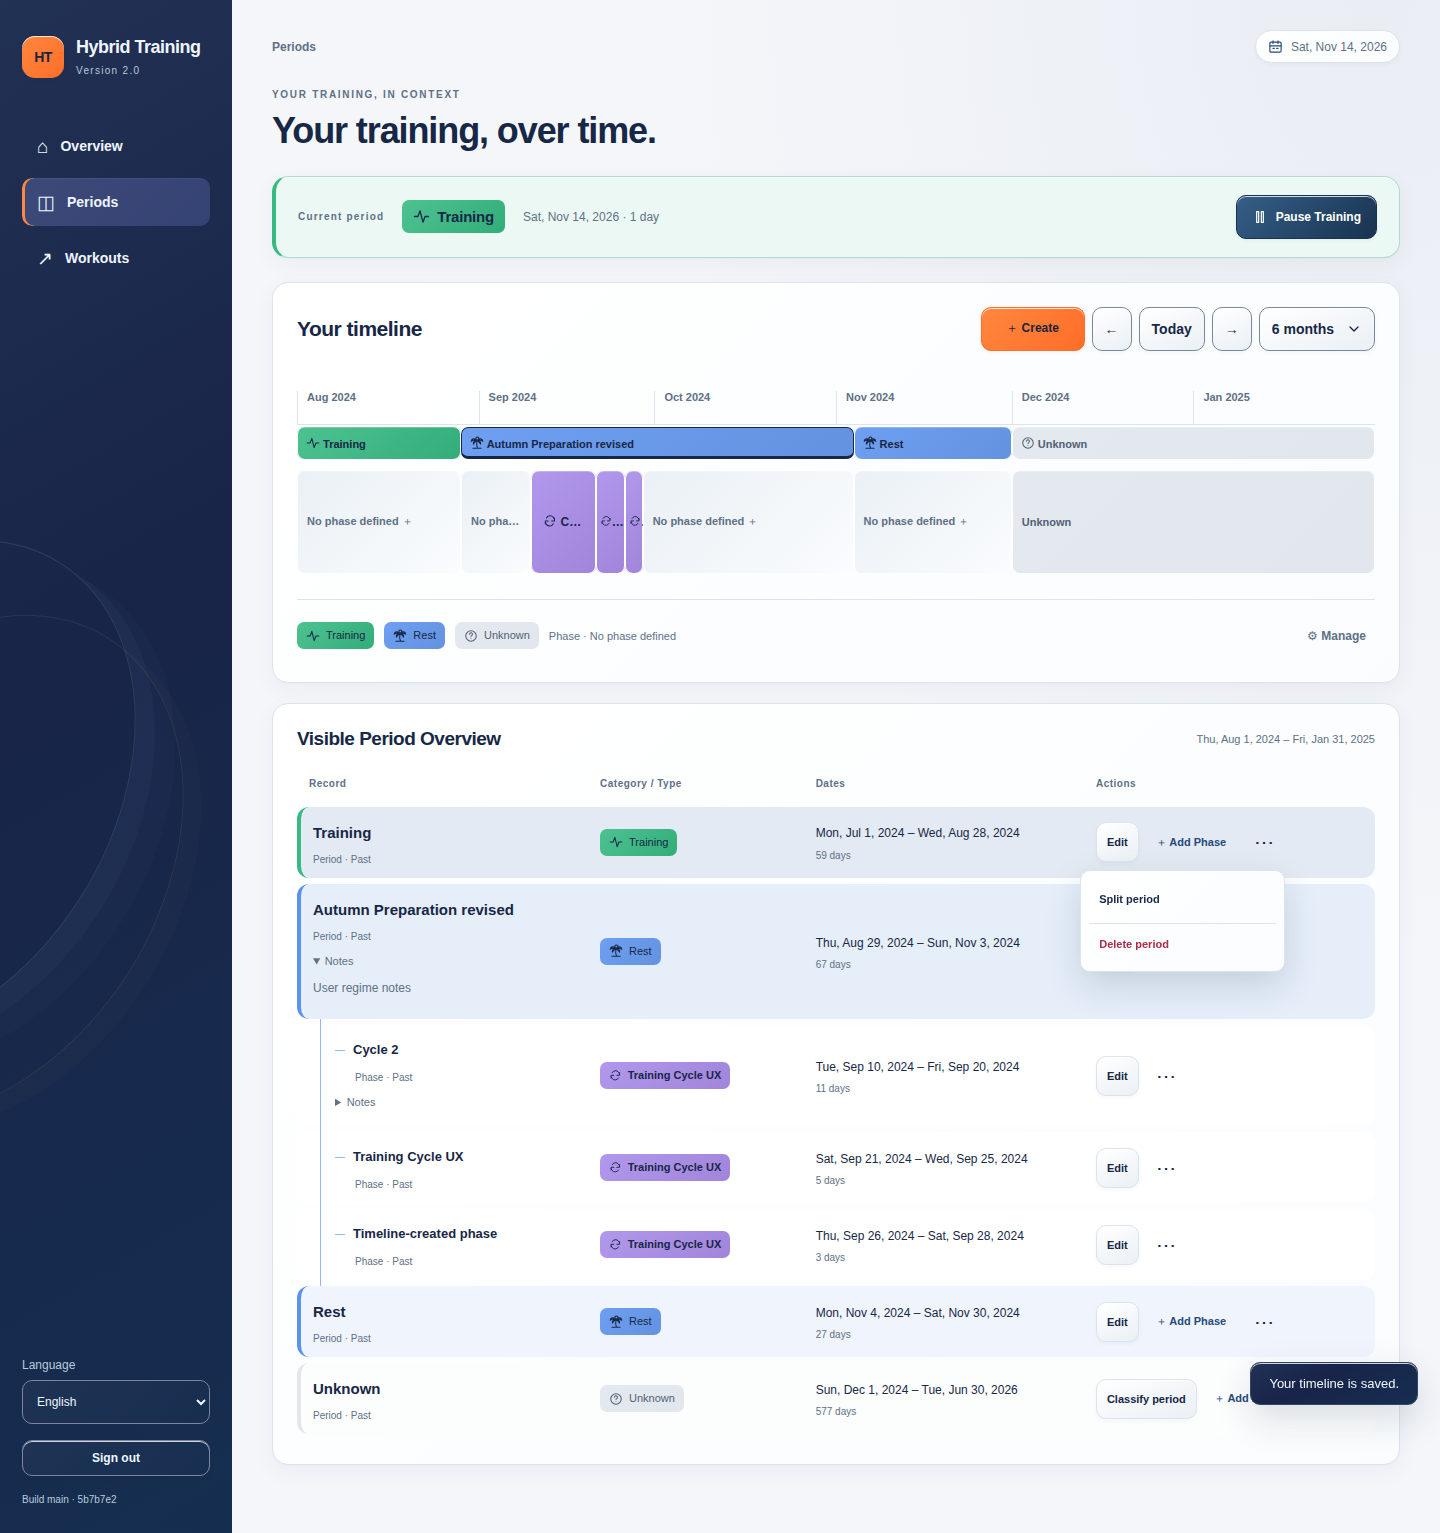 HT
Hybrid Training
Version 2.0
Overview
Periods
Workouts
Language
English
Sign out
Build main · 5b7b7e2
Periods
Sat, Nov 14, 2026
YOUR TRAINING, IN CONTEXT
Your training, over time.
Current period
Training
Sat, Nov 14, 2026 · 1 day
Pause Training
Your timeline
+ Create
←
Today
→
6 months
Aug 2024
Sep 2024
Oct 2024
Nov 2024
Dec 2024
Jan 2025
Training
Autumn Preparation revised
Rest
Unknown
No phase defined +
No pha...
C...
...
No phase defined +
No phase defined +
Unknown
Training
Rest
Unknown
Phase · No phase defined
Manage
Visible Period Overview
Thu, Aug 1, 2024 – Fri, Jan 31, 2025
Record
Category / Type
Dates
Actions
Training
Period · Past
Training
Mon, Jul 1, 2024 – Wed, Aug 28, 2024
59 days
Edit
+ Add Phase
···
Split period
Delete period
Autumn Preparation revised
Period · Past
Notes
User regime notes
Rest
Thu, Aug 29, 2024 – Sun, Nov 3, 2024
67 days
Cycle 2
Phase · Past
Notes
Training Cycle UX
Tue, Sep 10, 2024 – Fri, Sep 20, 2024
11 days
Edit
···
Training Cycle UX
Phase · Past
Training Cycle UX
Sat, Sep 21, 2024 – Wed, Sep 25, 2024
5 days
Edit
···
Timeline-created phase
Phase · Past
Training Cycle UX
Thu, Sep 26, 2024 – Sat, Sep 28, 2024
3 days
Edit
···
Rest
Period · Past
Rest
Mon, Nov 4, 2024 – Sat, Nov 30, 2024
27 days
Edit
+ Add Phase
···
Unknown
Period · Past
Unknown
Sun, Dec 1, 2024 – Tue, Jun 30, 2026
577 days
Classify period
+ Add
Your timeline is saved.